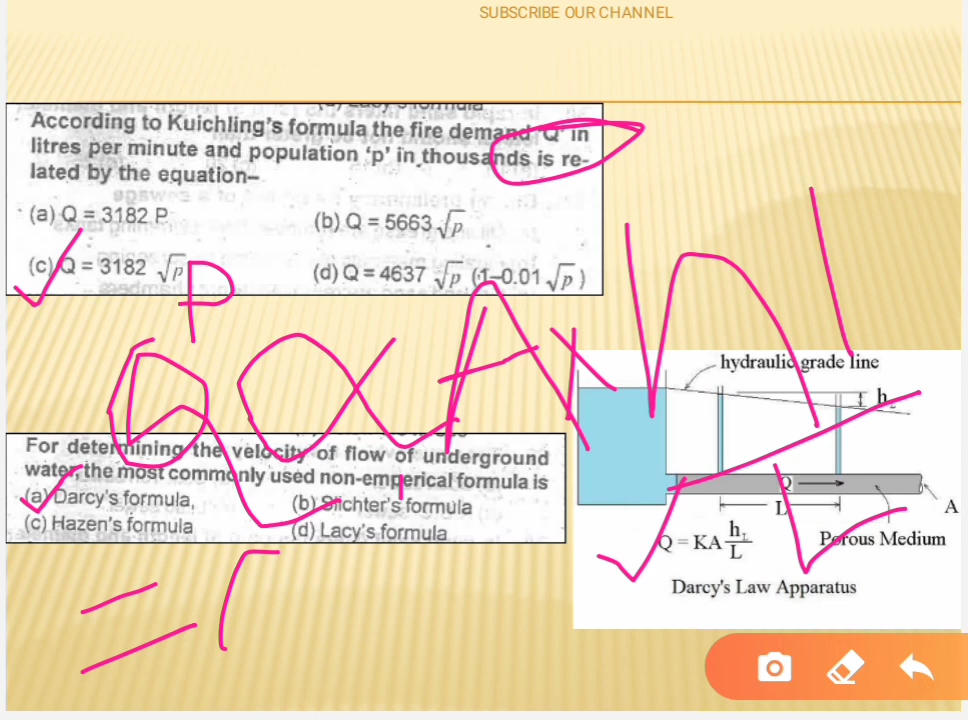 SUBSCRIBE OUR CHANNEL
According to Kuichling's formula the fire demand 'Q' in
litres per minute and population 'p' in thousands is re-
lated by the equation–
(a) Q = 3182 P
(b) Q = 5663 √p
(c) Q = 3182 √p
(d) Q = 4637 √p (1–0.01 √p )
P
hydraulic grade line
h
For determining the velocity of flow of underground
water, the most commonly used non-emperical formula is
(a) Darcy's formula,
(b) Slichter's formula
(c) Hazen's formula
(d) Lacy's formula
Q
L
A
Q = KA h_L / L
Porous Medium
Darcy's Law Apparatus